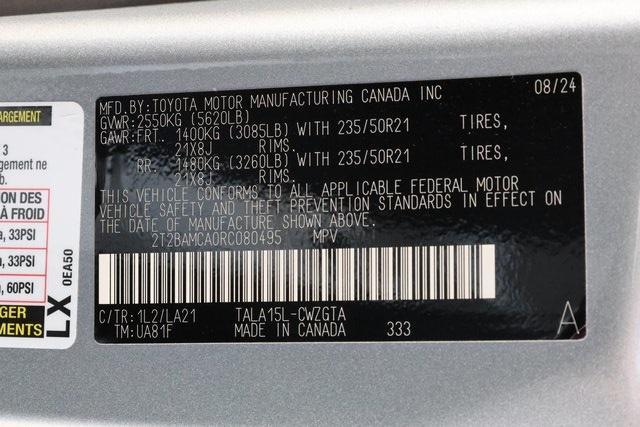 ARGEMENT
3
gement ne
b.
ION DES
À FROID
a, 33PSI
a, 33PSI
a, 60PSI
GER
EMENTS
LX
0EA50
MFD.BY:TOYOTA MOTOR MANUFACTURING CANADA INC 08/24
GVWR:2550KG (5620LB)
GAWR:FRT. 1400KG (3085LB) WITH 235/50R21 TIRES,
21X8J RIMS.
RR. 1480KG (3260LB) WITH 235/50R21 TIRES,
21X8J RIMS.
THIS VEHICLE CONFORMS TO ALL APPLICABLE FEDERAL MOTOR
VEHICLE SAFETY AND THEFT PREVENTION STANDARDS IN EFFECT ON
THE DATE OF MANUFACTURE SHOWN ABOVE.
2T2BAMCA0RC080495 MPV
C/TR:1L2/LA21 TALA15L-CWZGTA
TM:UA81F MADE IN CANADA 333 A